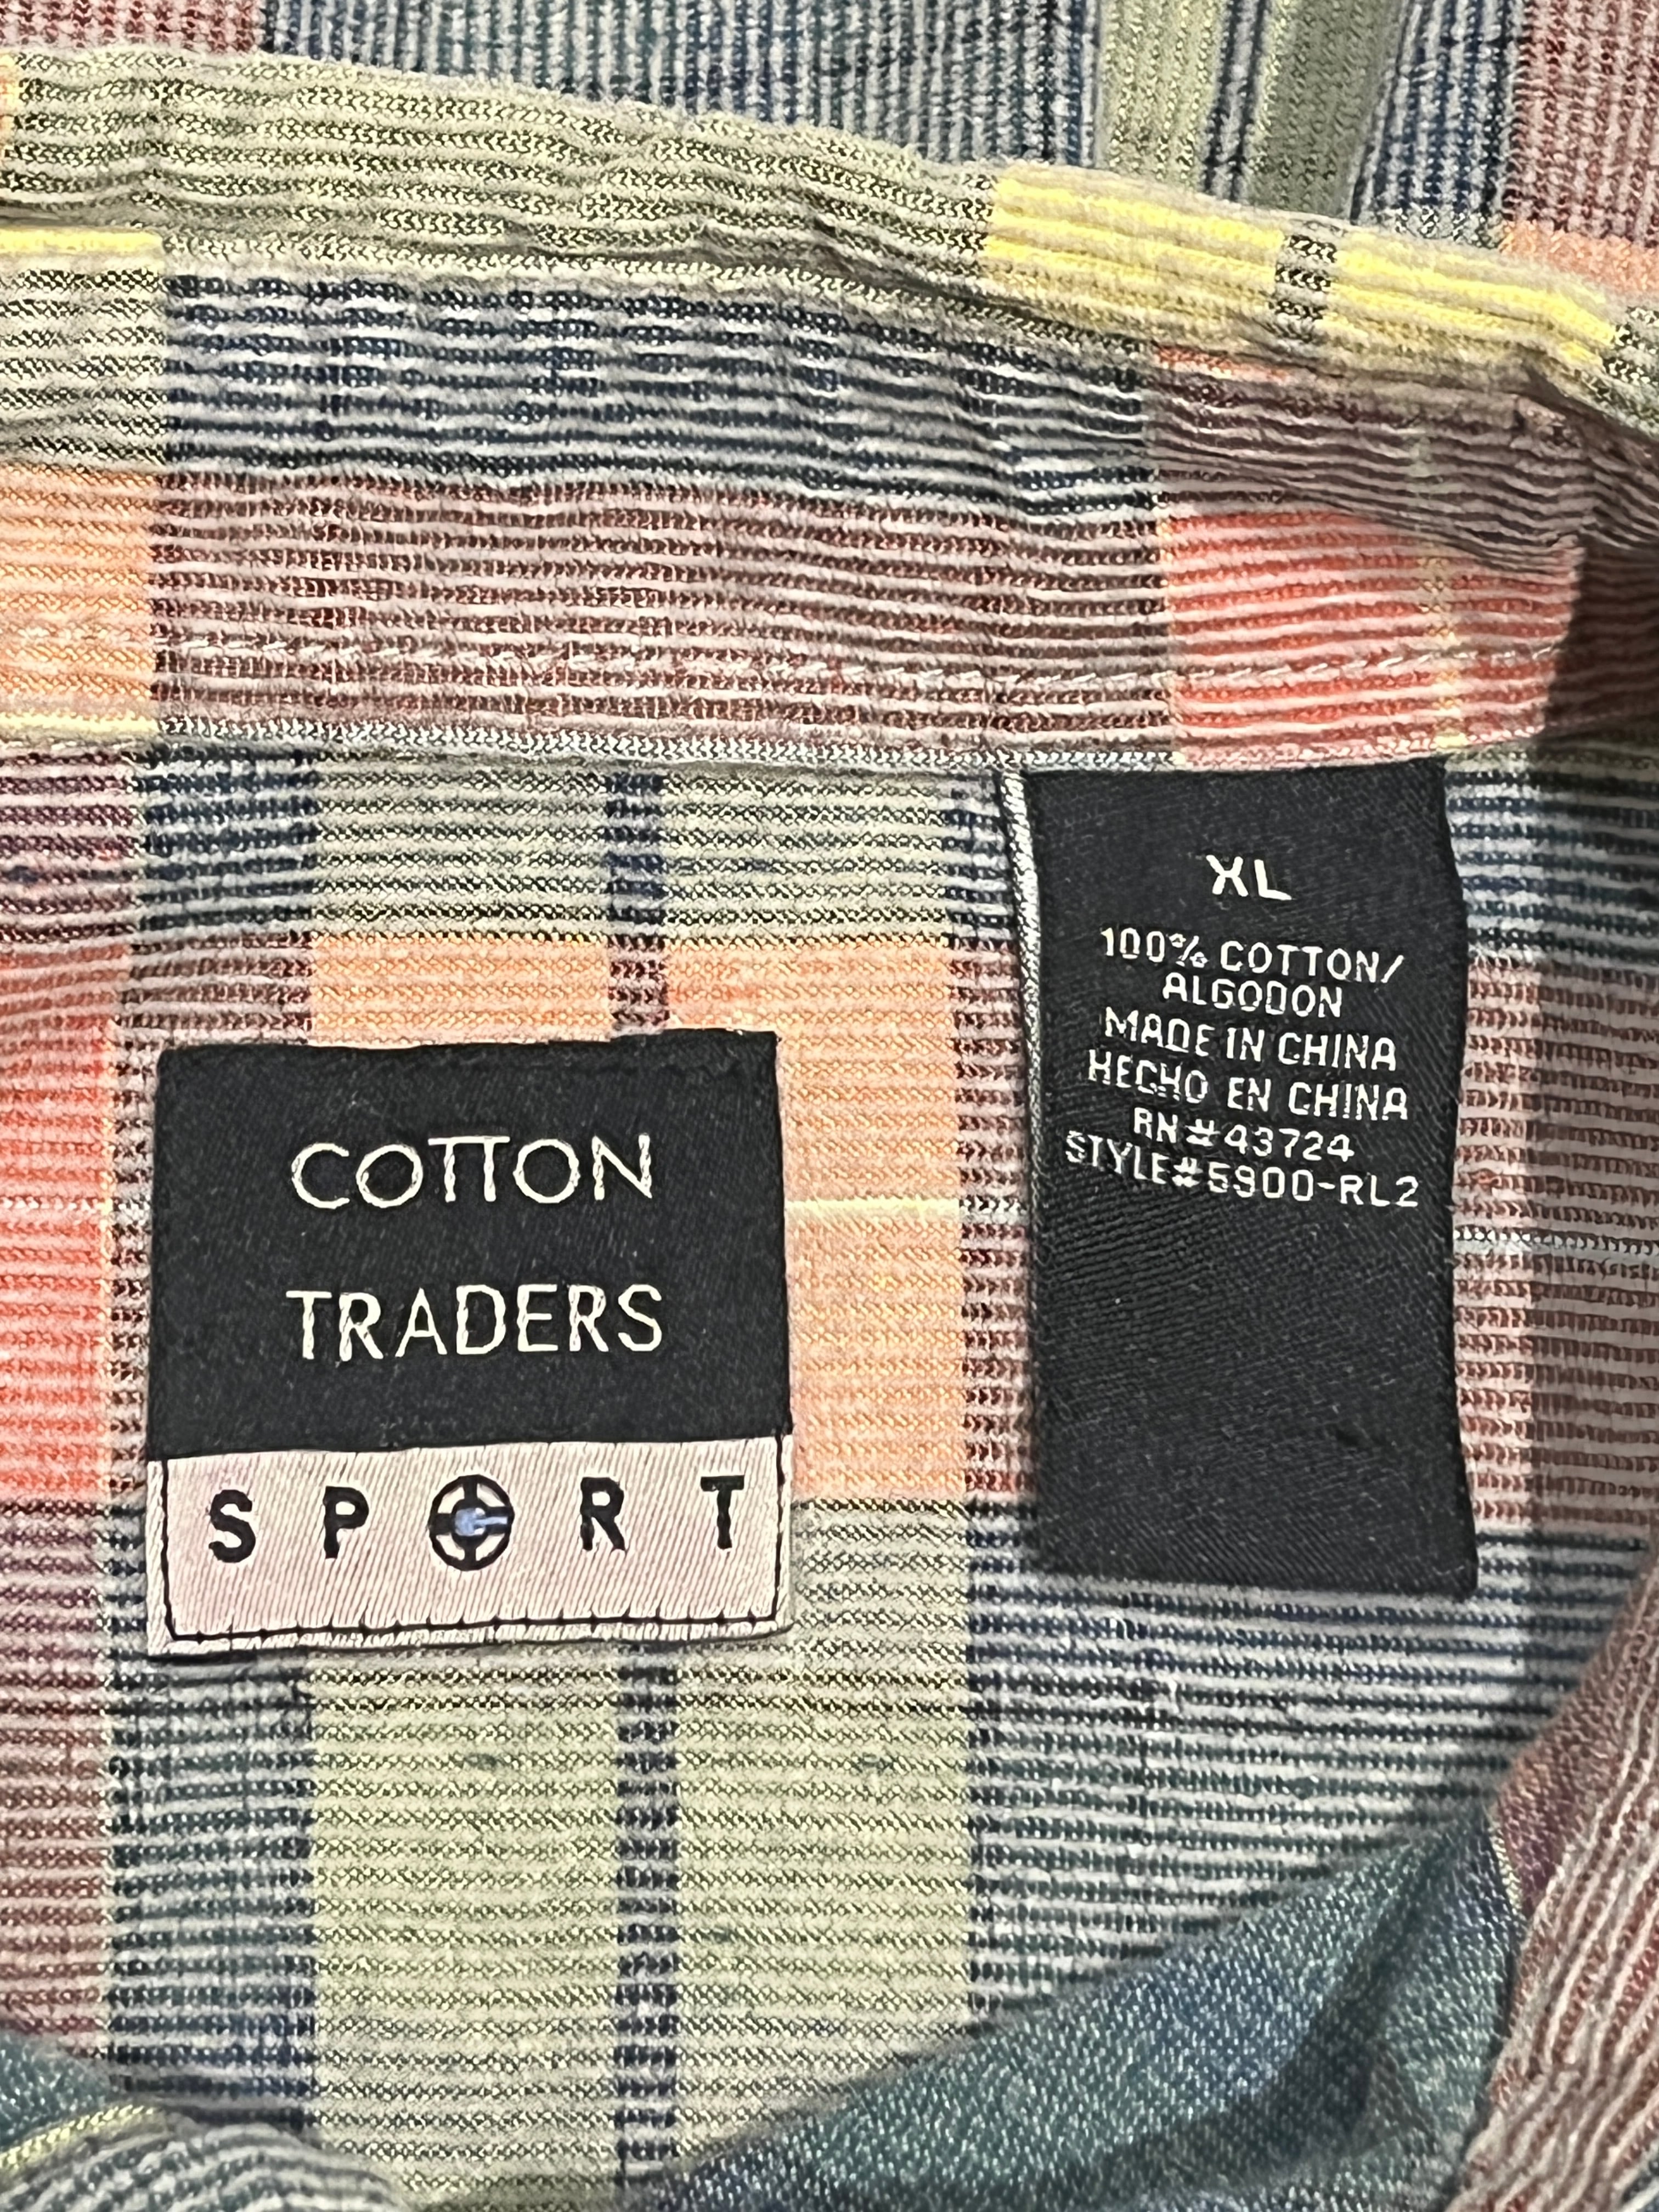 COTTON
TRADERS
SPORT
XL
100% COTTON/
ALGODON
MADE IN CHINA
HECHO EN CHINA
RN#43724
STYLE#5900-RL2